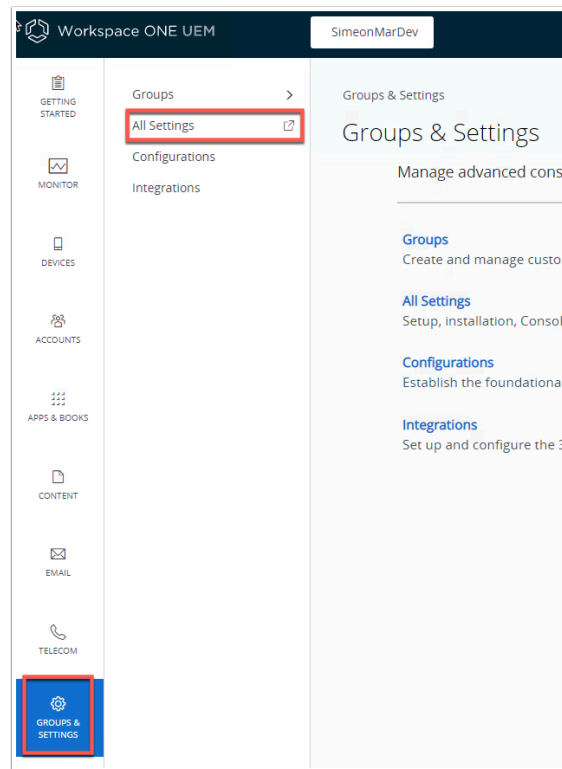 Workspace ONE UEM
SimeonMarDev
GETTING
STARTED
MONITOR
DEVICES
ACCOUNTS
APPS & BOOKS
CONTENT
EMAIL
TELECOM
GROUPS &
SETTINGS
Groups
All Settings
Configurations
Integrations
Groups & Settings
Groups & Settings
Manage advanced cons
Groups
Create and manage custo
All Settings
Setup, installation, Consol
Configurations
Establish the foundationa
Integrations
Set up and configure the 3